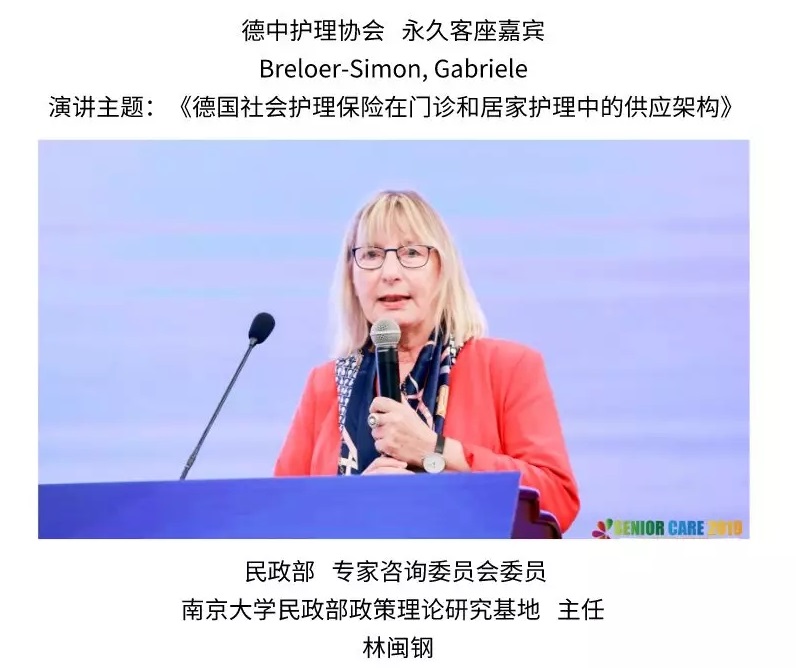 德中护理协会 永久客座嘉宾
Breloer-Simon, Gabriele
演讲主题：《德国社会护理保险在门诊和居家护理中的供应架构》
SENIOR CARE 2019
民政部 专家咨询委员会委员
南京大学民政部政策理论研究基地 主任
林闽钢